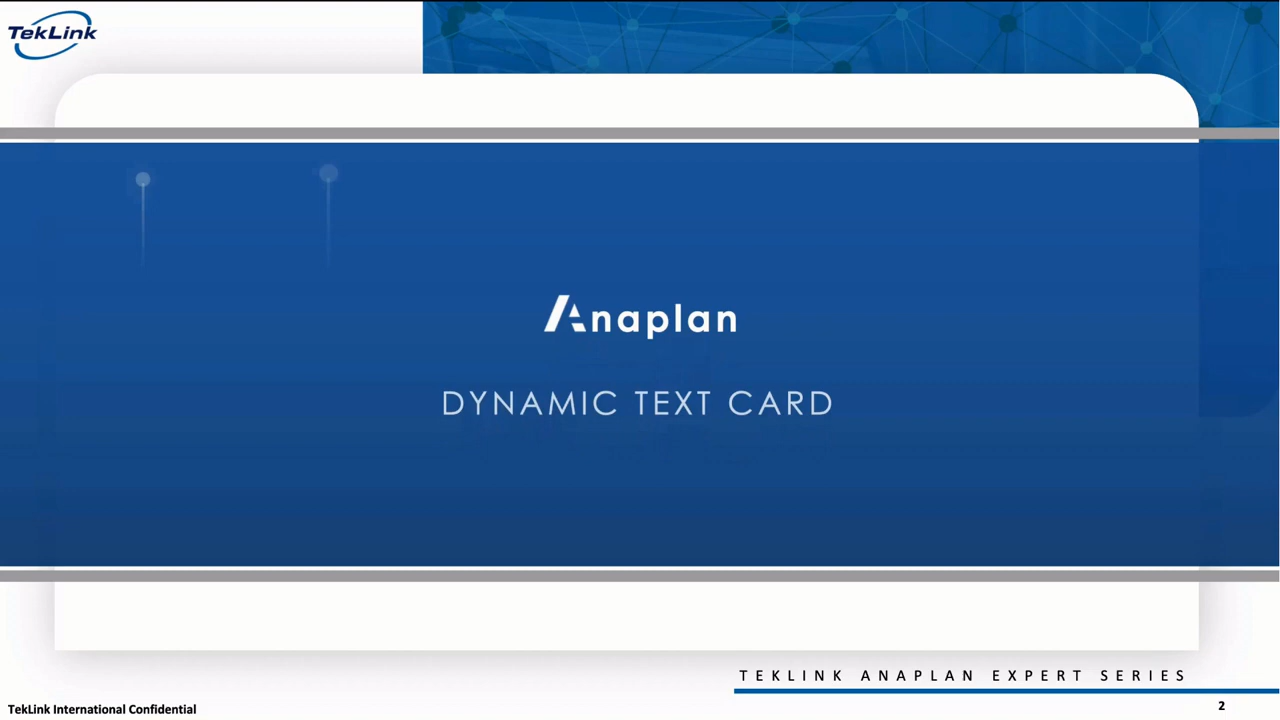 TekLink
Anaplan
DYNAMIC TEXT CARD
TEKLINK ANAPLAN EXPERT SERIES
TekLink International Confidential
2